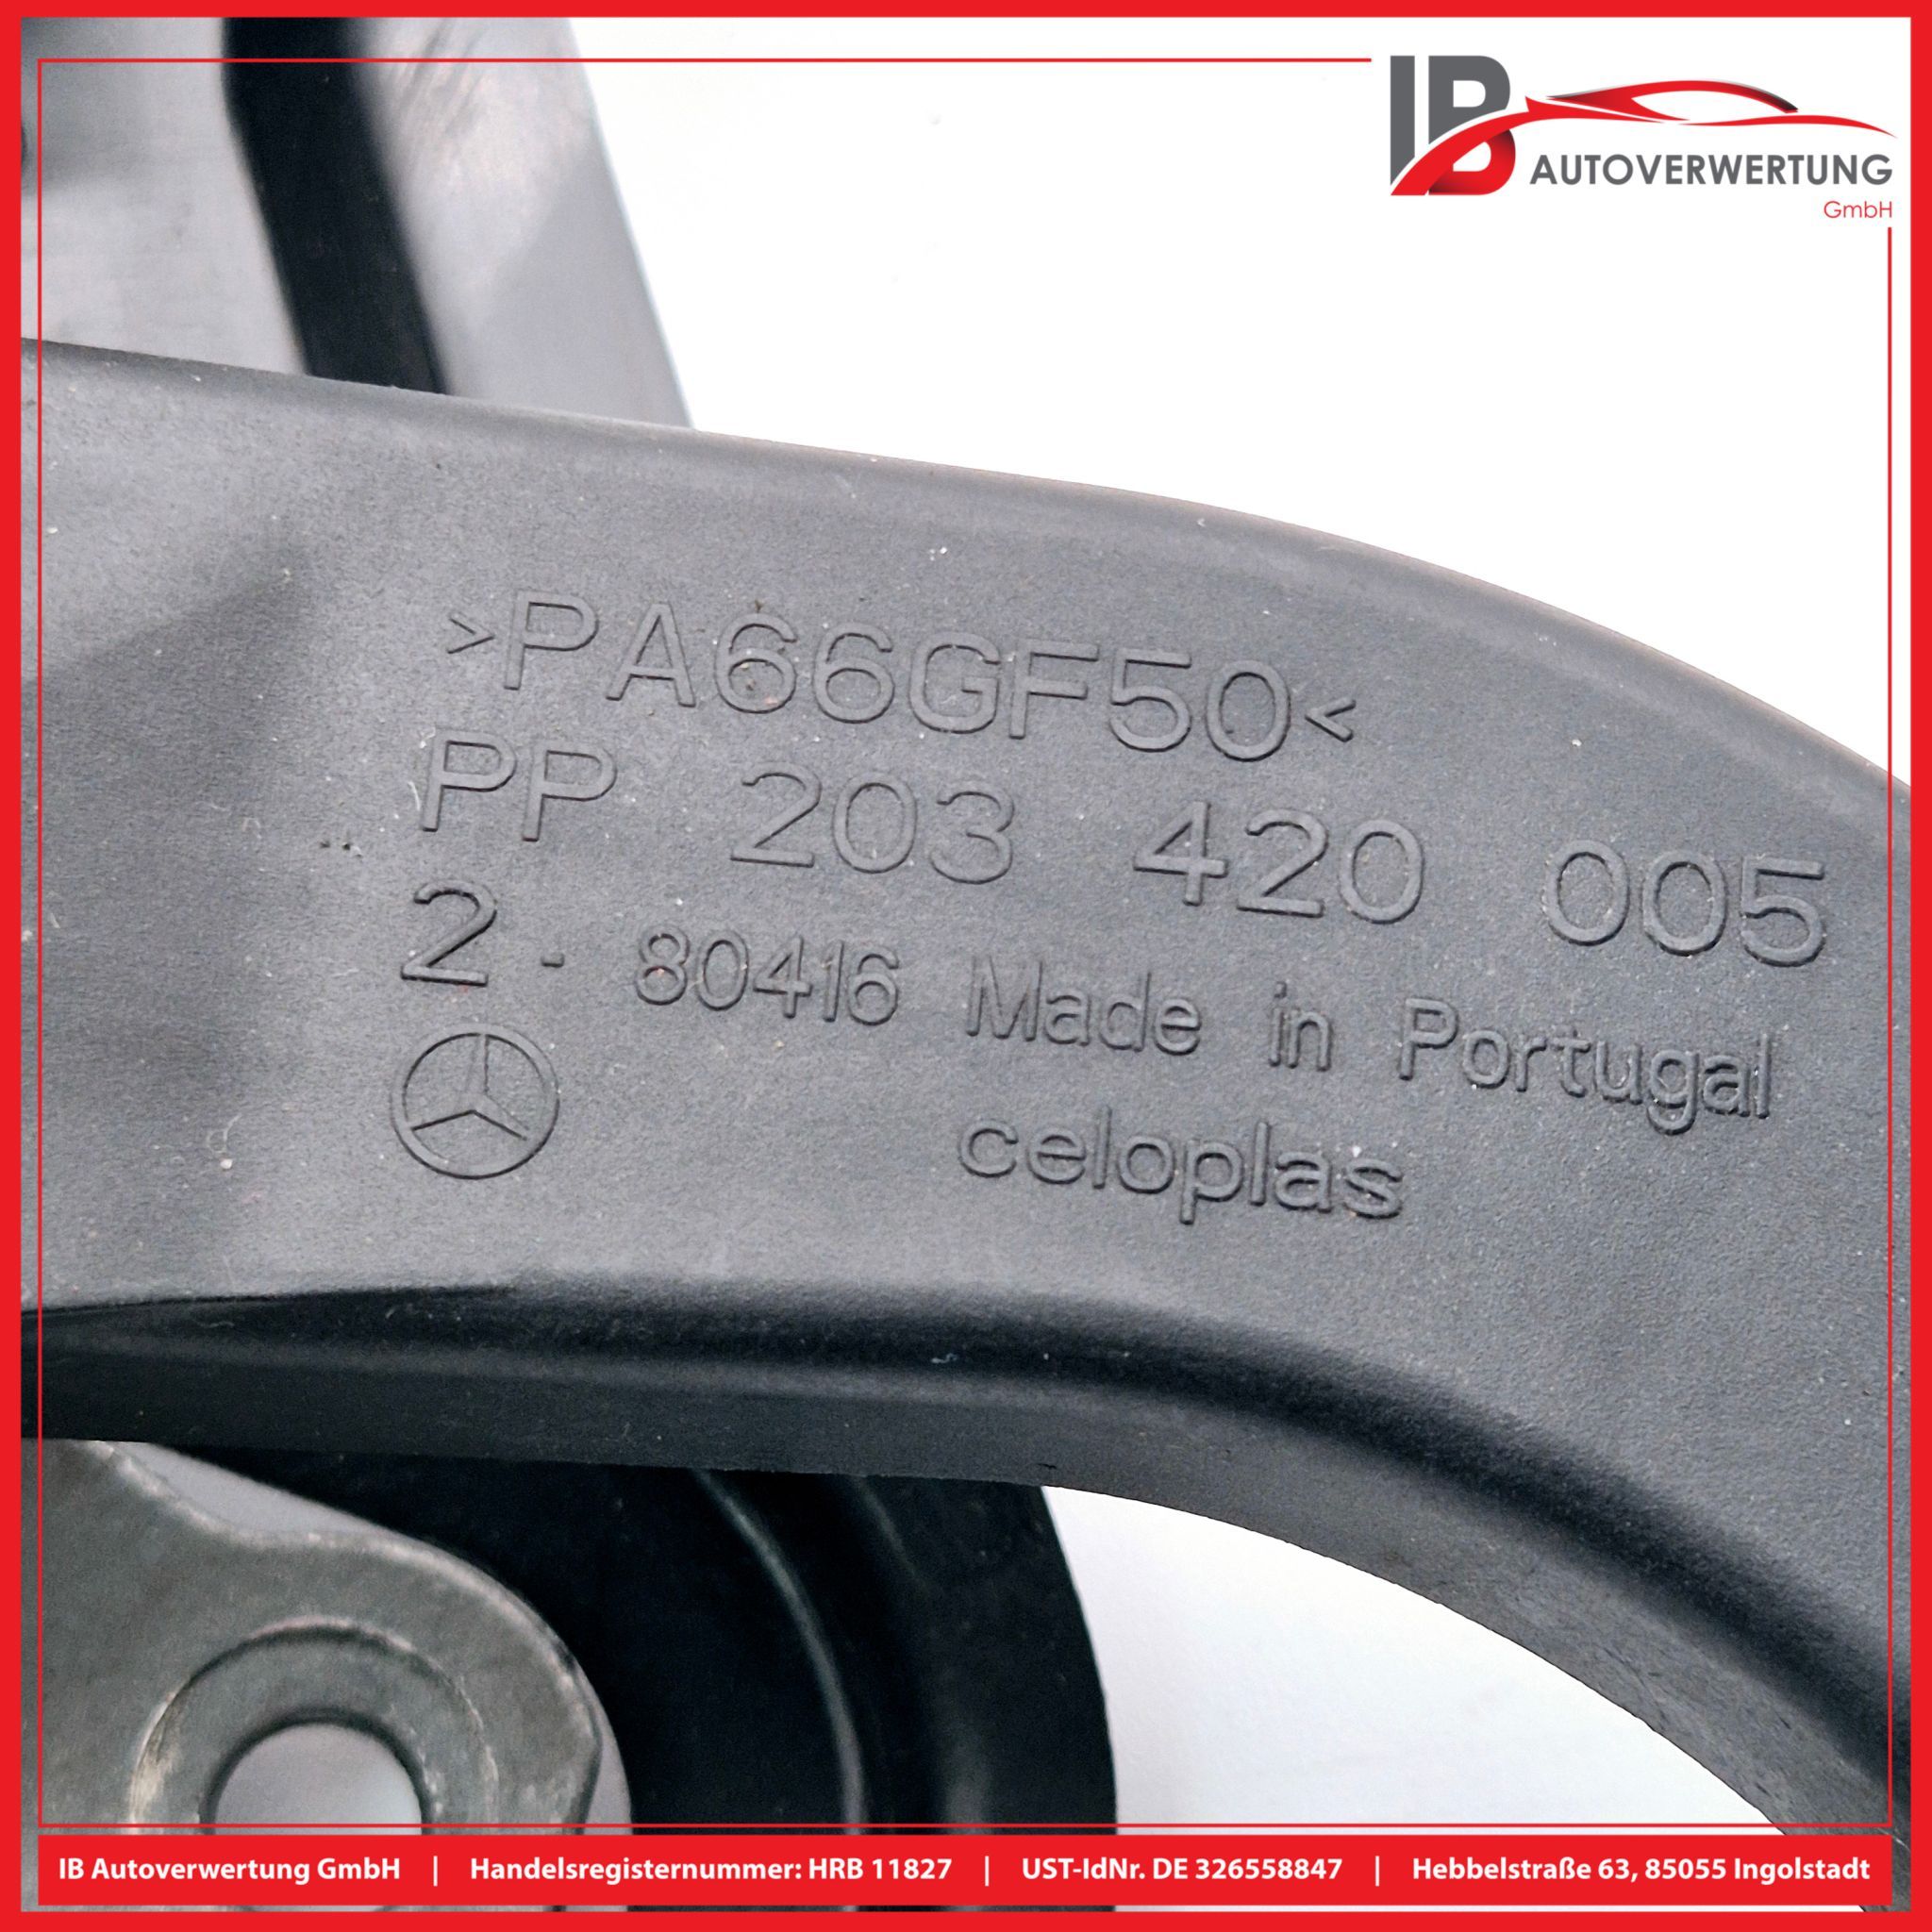 IB
AUTOVERWERTUNG
GmbH
>PA66GF50<
PP 203 420 005
2 - 80416 Made in Portugal
celoplas
IB Autoverwertung GmbH | Handelsregisternummer: HRB 11827 | UST-IdNr. DE 326558847 | Hebbelstraße 63, 85055 Ingolstadt